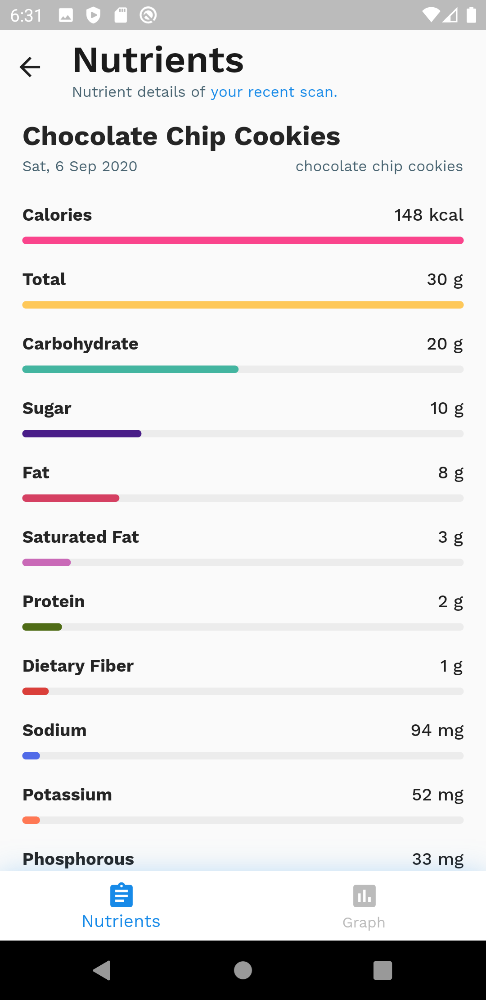 6:31
Nutrients
Nutrient details of your recent scan.
Chocolate Chip Cookies
Sat, 6 Sep 2020 chocolate chip cookies
Calories 148 kcal
Total 30 g
Carbohydrate 20 g
Sugar 10 g
Fat 8 g
Saturated Fat 3 g
Protein 2 g
Dietary Fiber 1 g
Sodium 94 mg
Potassium 52 mg
Phosphorous 33 mg
Nutrients Graph